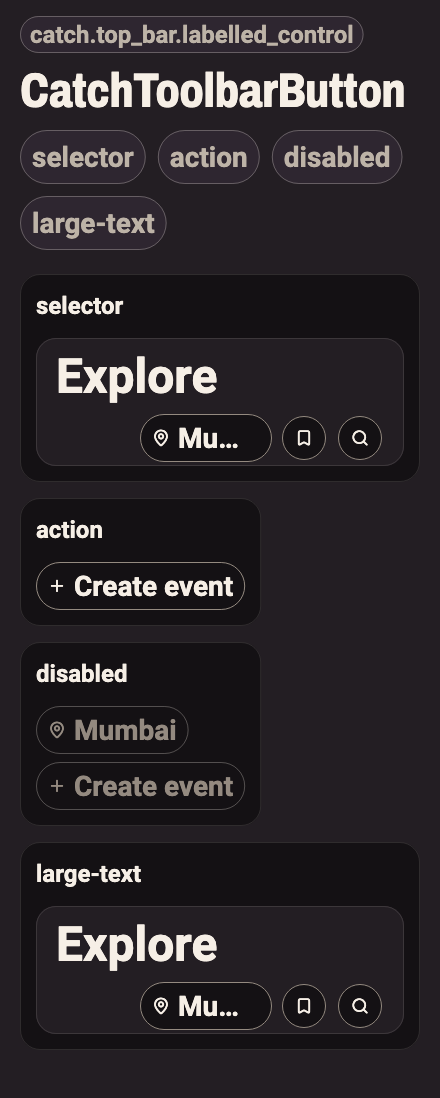 catch.top_bar.labelled_control
CatchToolbarButton
selector action disabled
large-text
selector
Explore
Mu...
action
+ Create event
disabled
Mumbai
+ Create event
large-text
Explore
Mu...